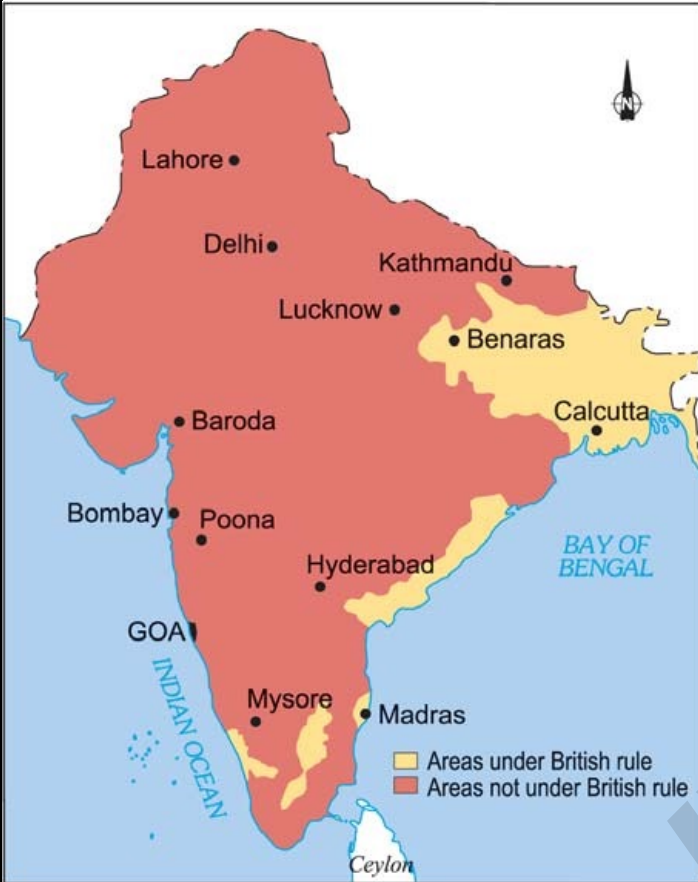 N
Lahore
Delhi
Kathmandu
Lucknow
Benaras
Calcutta
Baroda
Bombay
Poona
BAY OF
BENGAL
Hyderabad
GOA
INDIAN OCEAN
Mysore
Madras
Areas under British rule
Areas not under British rule
Ceylon